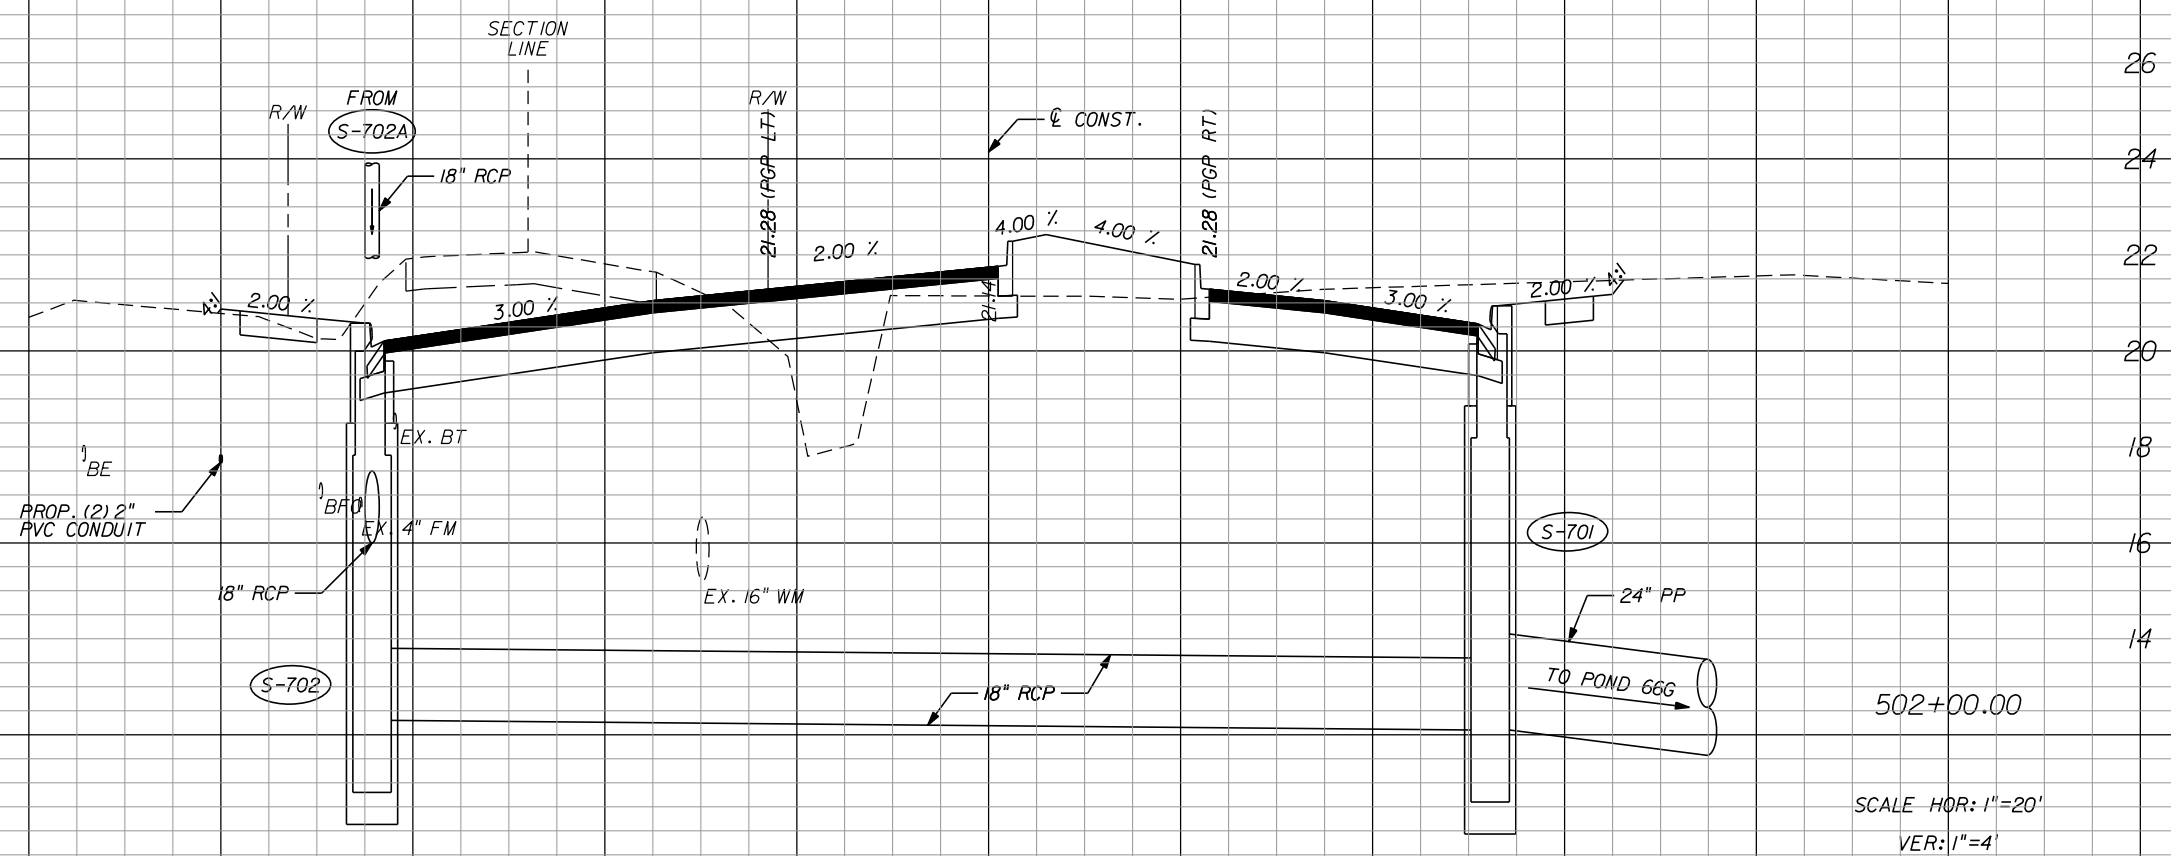 SECTION
LINE
26
FROM
R/W
R/W
S-702A
℄ CONST.
24
18" RCP
21.28 (PGP LT)
21.28 (PGP RT)
4.00 %
4.00 %
2.00 %
22
4:1
2.00 %
3.00 %
21.14
2.00 %
3.00 %
2.00 %
4:1
20
EX. BT
18
BE
PROP. (2) 2"
PVC CONDUIT
BFO
EX. 4" FM
S-701
16
18" RCP
EX. 16" WM
24" PP
14
S-702
18" RCP
TO POND 66G
502+00.00
SCALE HOR: 1"=20'
VER: 1"=4'